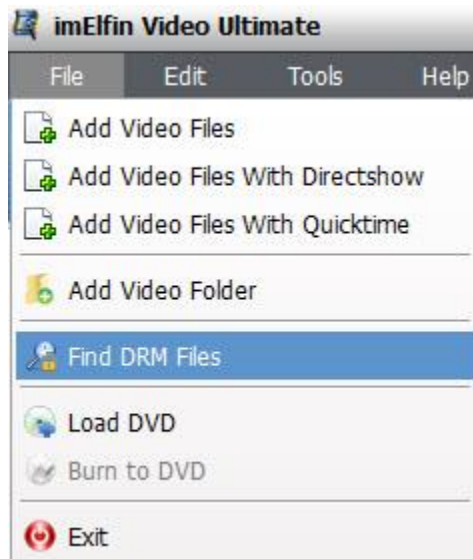 imElfin Video Ultimate
File Edit Tools Help
Add Video Files
Add Video Files With Directshow
Add Video Files With Quicktime
Add Video Folder
Find DRM Files
Load DVD
Burn to DVD
Exit